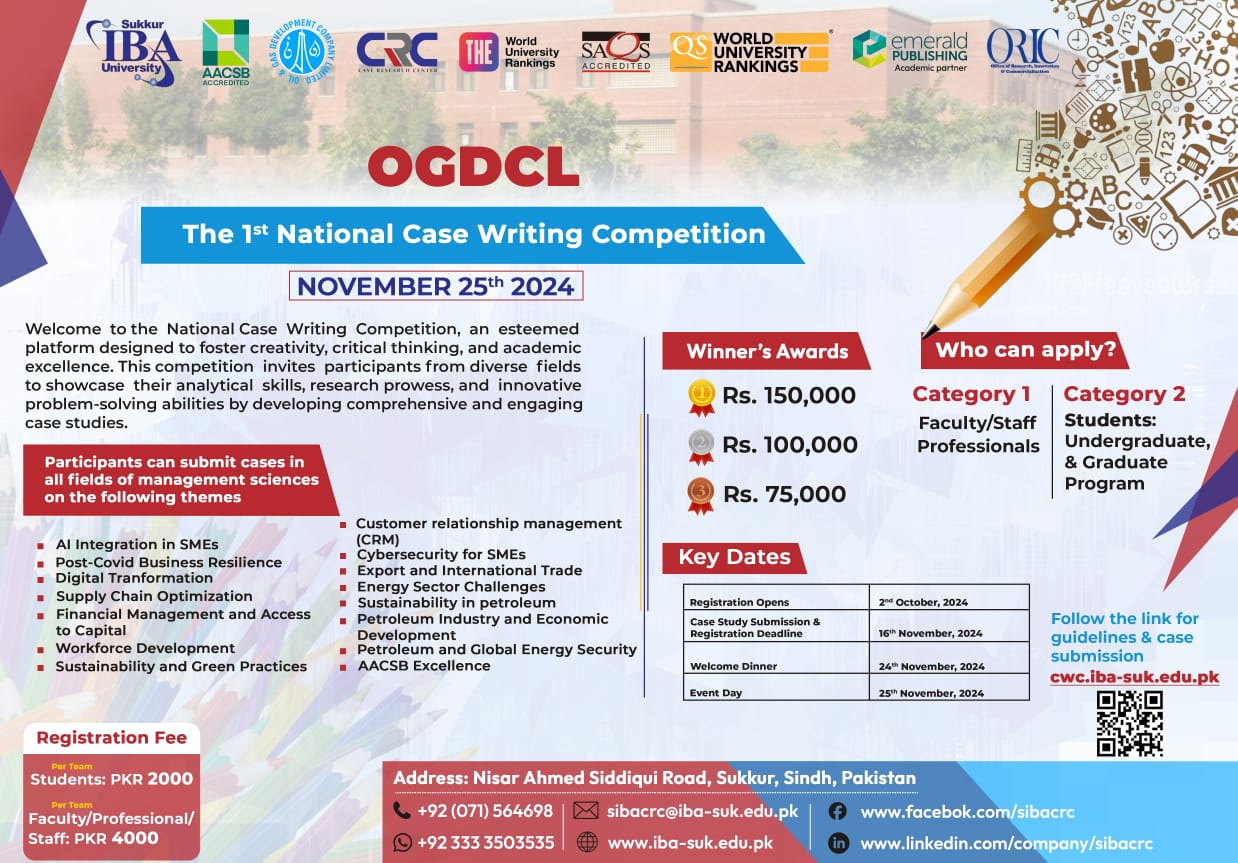 Sukkur
IBA
University
AACSB
ACCREDITED
OIL & GAS DEVELOPMENT COMPANY LIMITED
CRC
CASE RESEARCH CENTER
THE
World
University
Rankings
SAQS
ACCREDITED
QS WORLD
UNIVERSITY
RANKINGS
emerald
PUBLISHING
Academic partner
ORIC
Office of Research, Innovation
& Commercialization
OGDCL
The 1st National Case Writing Competition
NOVEMBER 25th 2024
Welcome to the National Case Writing Competition, an esteemed
platform designed to foster creativity, critical thinking, and academic
excellence. This competition invites participants from diverse fields
to showcase their analytical skills, research prowess, and innovative
problem-solving abilities by developing comprehensive and engaging
case studies.
Participants can submit cases in
all fields of management sciences
on the following themes
AI Integration in SMEs
Post-Covid Business Resilience
Digital Tranformation
Supply Chain Optimization
Financial Management and Access
to Capital
Workforce Development
Sustainability and Green Practices
Customer relationship management
(CRM)
Cybersecurity for SMEs
Export and International Trade
Energy Sector Challenges
Sustainability in petroleum
Petroleum Industry and Economic
Development
Petroleum and Global Energy Security
AACSB Excellence
Winner's Awards
1 Rs. 150,000
2 Rs. 100,000
3 Rs. 75,000
Who can apply?
Category 1
Faculty/Staff
Professionals
Category 2
Students:
Undergraduate,
& Graduate
Program
Key Dates
Registration Opens 2nd October, 2024
Case Study Submission &
Registration Deadline 16th November, 2024
Welcome Dinner 24th November, 2024
Event Day 25th November, 2024
Follow the link for
guidelines & case
submission
cwc.iba-suk.edu.pk
Registration Fee
Per Team
Students: PKR 2000
Per Team
Faculty/Professional/
Staff: PKR 4000
Address: Nisar Ahmed Siddiqui Road, Sukkur, Sindh, Pakistan
+92 (071) 564698
+92 333 3503535
sibacrc@iba-suk.edu.pk
www.iba-suk.edu.pk
www.facebok.com/sibacrc
www.linkedin.com/company/sibacrc